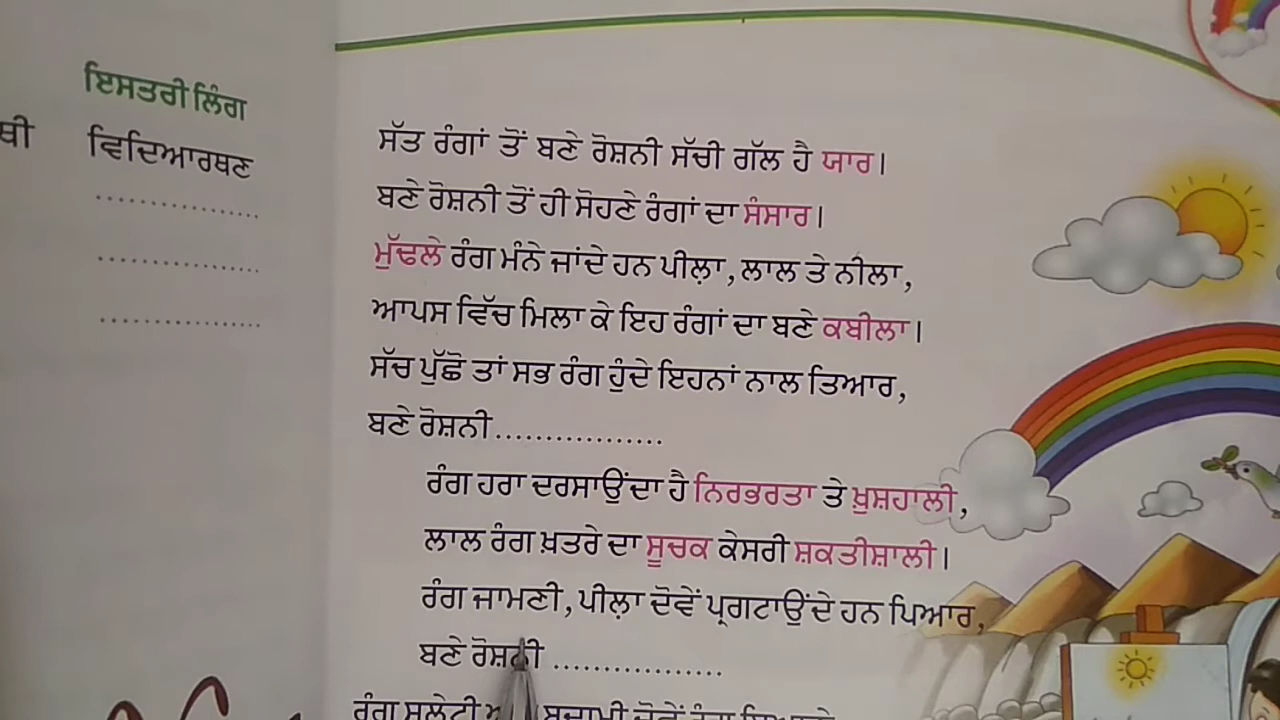 ਇਸਤਰੀ ਲਿੰਗ
ਥੀ ਵਿਦਿਆਰਥਣ
.................
.................
.................
ਸੱਤ ਰੰਗਾਂ ਤੋਂ ਬਣੇ ਰੋਸ਼ਨੀ ਸੱਚੀ ਗੱਲ ਹੈ ਯਾਰ।
ਬਣੇ ਰੋਸ਼ਨੀ ਤੋਂ ਹੀ ਸੋਹਣੇ ਰੰਗਾਂ ਦਾ ਸੰਸਾਰ।
ਮੁੱਢਲੇ ਰੰਗ ਮੰਨੇ ਜਾਂਦੇ ਹਨ ਪੀਲ਼ਾ, ਲਾਲ ਤੇ ਨੀਲਾ,
ਆਪਸ ਵਿੱਚ ਮਿਲਾ ਕੇ ਇਹ ਰੰਗਾਂ ਦਾ ਬਣੇ ਕਬੀਲਾ।
ਸੱਚ ਪੁੱਛੋ ਤਾਂ ਸਭ ਰੰਗ ਹੁੰਦੇ ਇਹਨਾਂ ਨਾਲ ਤਿਆਰ,
ਬਣੇ ਰੋਸ਼ਨੀ.................
ਰੰਗ ਹਰਾ ਦਰਸਾਉਂਦਾ ਹੈ ਨਿਰਭਰਤਾ ਤੇ ਖ਼ੁਸ਼ਹਾਲੀ,
ਲਾਲ ਰੰਗ ਖ਼ਤਰੇ ਦਾ ਸੂਚਕ ਕੇਸਰੀ ਸ਼ਕਤੀਸ਼ਾਲੀ।
ਰੰਗ ਜਾਮਣੀ, ਪੀਲ਼ਾ ਦੋਵੇਂ ਪ੍ਰਗਟਾਉਂਦੇ ਹਨ ਪਿਆਰ,
ਬਣੇ ਰੋਸ਼ਨੀ .................
ਰੰਗ ਸਲੇਟੀ